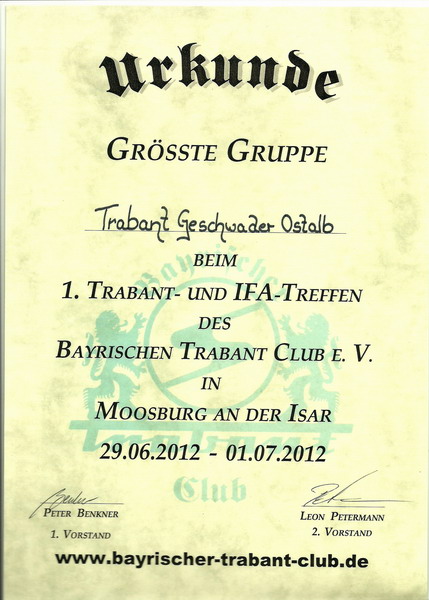 Urkunde
GRÖSSTE GRUPPE
Trabant Geschwader Ostalb
BEIM
1. TRABANT- UND IFA-TREFFEN
DES
BAYRISCHEN TRABANT CLUB E. V.
IN
MOOSBURG AN DER ISAR
29.06.2012 - 01.07.2012
Bayrischer
Trabant
Club
PETER BENKNER
1. VORSTAND
LEON PETERMANN
2. VORSTAND
www.bayrischer-trabant-club.de